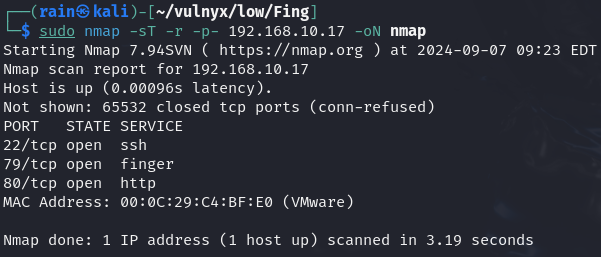 ┌──(rain㉿kali)-[~/vulnyx/low/Fing]
└─$ sudo nmap -sT -r -p- 192.168.10.17 -oN nmap
Starting Nmap 7.94SVN ( https://nmap.org ) at 2024-09-07 09:23 EDT
Nmap scan report for 192.168.10.17
Host is up (0.00096s latency).
Not shown: 65532 closed tcp ports (conn-refused)
PORT   STATE SERVICE
22/tcp open  ssh
79/tcp open  finger
80/tcp open  http
MAC Address: 00:0C:29:C4:BF:E0 (VMware)
Nmap done: 1 IP address (1 host up) scanned in 3.19 seconds